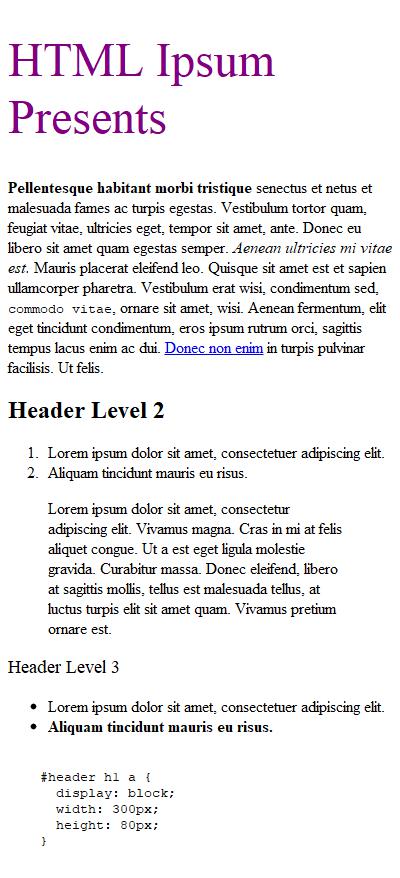 HTML Ipsum
Presents
Pellentesque habitant morbi tristique senectus et netus et
malesuada fames ac turpis egestas. Vestibulum tortor quam,
feugiat vitae, ultricies eget, tempor sit amet, ante. Donec eu
libero sit amet quam egestas semper. Aenean ultricies mi vitae
est. Mauris placerat eleifend leo. Quisque sit amet est et sapien
ullamcorper pharetra. Vestibulum erat wisi, condimentum sed,
commodo vitae, ornare sit amet, wisi. Aenean fermentum, elit
eget tincidunt condimentum, eros ipsum rutrum orci, sagittis
tempus lacus enim ac dui. Donec non enim in turpis pulvinar
facilisis. Ut felis.
Header Level 2
1. Lorem ipsum dolor sit amet, consectetuer adipiscing elit.
2. Aliquam tincidunt mauris eu risus.
Lorem ipsum dolor sit amet, consectetur
adipiscing elit. Vivamus magna. Cras in mi at felis
aliquet congue. Ut a est eget ligula molestie
gravida. Curabitur massa. Donec eleifend, libero
at sagittis mollis, tellus est malesuada tellus, at
luctus turpis elit sit amet quam. Vivamus pretium
ornare est.
Header Level 3
• Lorem ipsum dolor sit amet, consectetuer adipiscing elit.
• Aliquam tincidunt mauris eu risus.
#header h1 a {
  display: block;
  width: 300px;
  height: 80px;
}